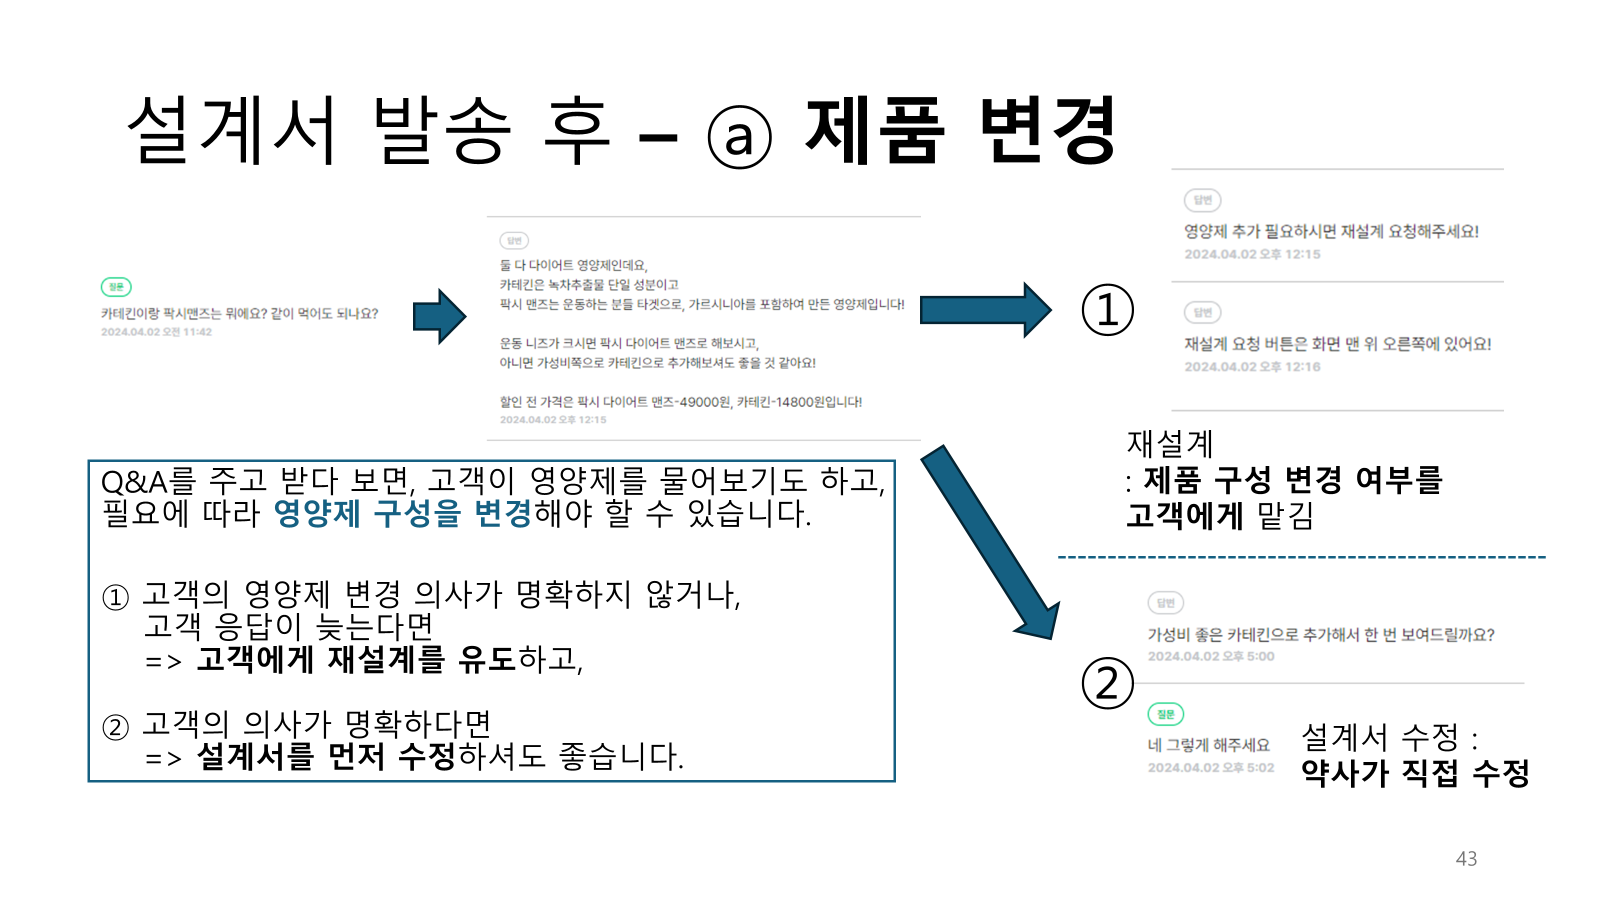 설계서 발송 후 – ⓐ 제품 변경
질문
카테킨이랑 팍시맨즈는 뭐에요? 같이 먹어도 되나요?
2024.04.02 오전 11:42
답변
둘 다 다이어트 영양제인데요,
카테킨은 녹차추출물 단일 성분이고
팍시 맨즈는 운동하는 분들 타겟으로, 가르시니아를 포함하여 만든 영양제입니다!
운동 니즈가 크시면 팍시 다이어트 맨즈로 해보시고,
아니면 가성비쪽으로 카테킨으로 추가해보셔도 좋을 것 같아요!
할인 전 가격은 팍시 다이어트 맨즈-49000원, 카테킨-14800원입니다!
2024.04.02 오후 12:15
①
답변
영양제 추가 필요하시면 재설계 요청해주세요!
2024.04.02 오후 12:15
답변
재설계 요청 버튼은 화면 맨 위 오른쪽에 있어요!
2024.04.02 오후 12:16
재설계
: 제품 구성 변경 여부를
고객에게 맡김
Q&A를 주고 받다 보면, 고객이 영양제를 물어보기도 하고,
필요에 따라 영양제 구성을 변경해야 할 수 있습니다.
① 고객의 영양제 변경 의사가 명확하지 않거나,
고객 응답이 늦는다면
=> 고객에게 재설계를 유도하고,
② 고객의 의사가 명확하다면
=> 설계서를 먼저 수정하셔도 좋습니다.
②
답변
가성비 좋은 카테킨으로 추가해서 한 번 보여드릴까요?
2024.04.02 오후 5:00
질문
네 그렇게 해주세요
2024.04.02 오후 5:02
설계서 수정 :
약사가 직접 수정
43